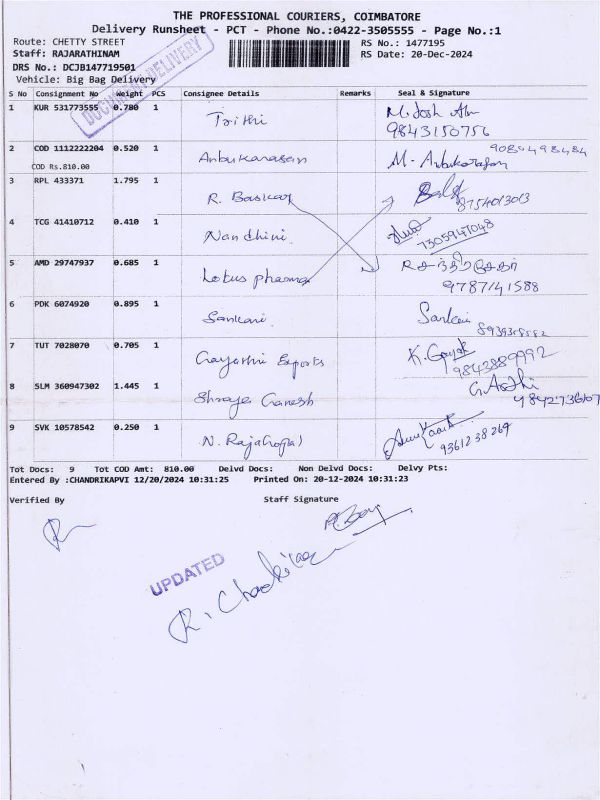 THE PROFESSIONAL COURIERS, COIMBATORE
Delivery Runsheet - PCT - Phone No.:0422-3505555 - Page No.:1
Route: CHETTY STREET RS No.: 1477195
Staff: RAJARATHINAM RS Date: 20-Dec-2024
DRS No.: DCJB147719501
Vehicle: Big Bag Delivery
DOCUMENT DELIVERY
S No Consignment No Weight PCS Consignee Details Remarks Seal & Signature
1 KUR 531773555 0.780 1 Trithi
9843150756
2 COD 1112222204 0.520 1 Anbukarasan M. Anbukarasan
COD Rs.810.00
3 RPL 433371 1.795 1 R. Baskar
4 TCG 41410712 0.410 1 Nandhini 7305947048
5 AMD 29747937 0.685 1 Lotus pharma
9787141588
6 PDK 6074920 0.895 1 Sankari Sankari
7 TUT 7028070 0.705 1 Gayathri Exports K. Gayat
9843889992
8 SLM 360947302 1.445 1 Shraya Ganesh
9 SVK 10578542 0.250 1 N. Rajagopal
9361238269
Tot Docs: 9 Tot COD Amt: 810.00 Delvd Docs: Non Delvd Docs: Delvy Pts:
Entered By :CHANDRIKAPVI 12/20/2024 10:31:25 Printed On: 20-12-2024 10:31:23
Verified By Staff Signature
UPDATED